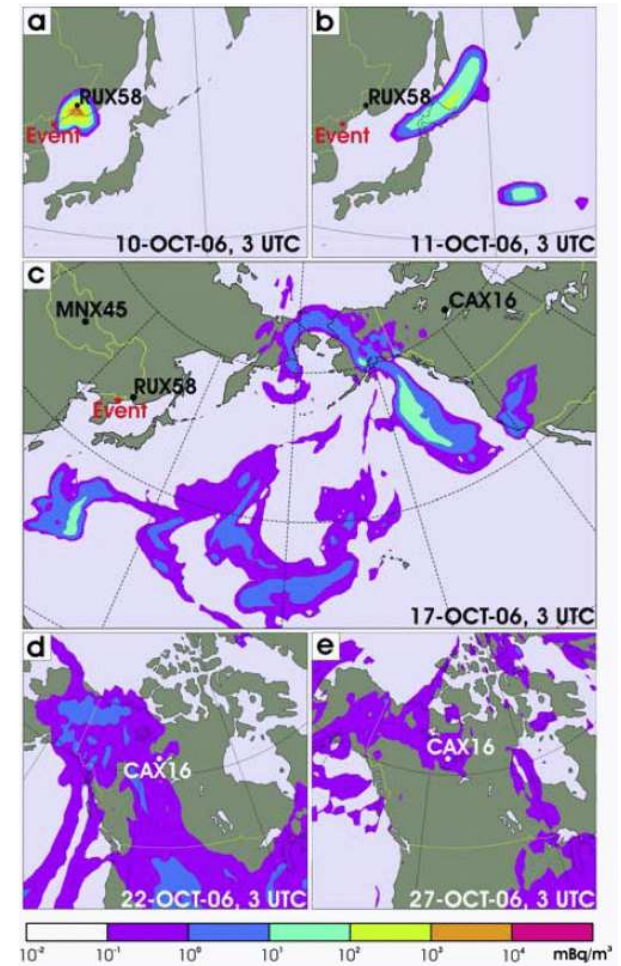 a
RUX58
Event
10-OCT-06, 3 UTC
b
RUX58
Event
11-OCT-06, 3 UTC
c
MNX45
CAX16
RUX58
Event
17-OCT-06, 3 UTC
d
CAX16
22-OCT-06, 3 UTC
e
CAX16
27-OCT-06, 3 UTC
10⁻² 10⁻¹ 10⁰ 10¹ 10² 10³ 10⁴ mBq/m³